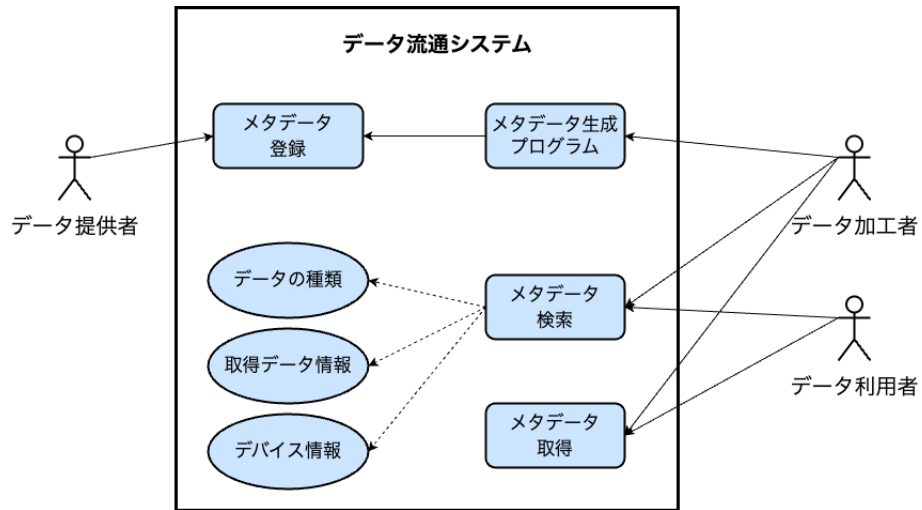 データ流通システム
メタデータ
登録
メタデータ生成
プログラム
データ提供者
データ加工者
データの種類
メタデータ
検索
取得データ情報
データ利用者
メタデータ
取得
デバイス情報